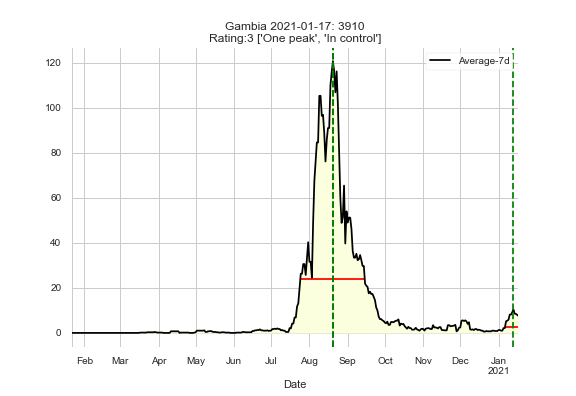 Gambia 2021-01-17: 3910
Rating:3 ['One peak', 'In control']
Average-7d
120
100
80
60
40
20
0
Feb Mar Apr May Jun Jul Aug Sep Oct Nov Dec Jan
2021
Date